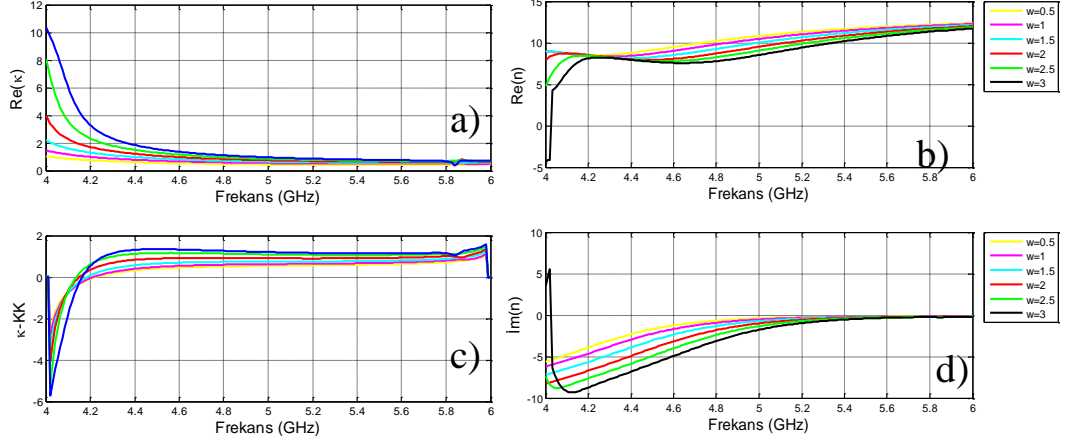 12
10
8
6
4
2
0
Re(κ)
a)
4 4.2 4.4 4.6 4.8 5 5.2 5.4 5.6 5.8 6
Frekans (GHz)
15
10
5
0
-5
Re(n)
b)
4 4.2 4.4 4.6 4.8 5 5.2 5.4 5.6 5.8 6
Frekans (GHz)
w=0.5
w=1
w=1.5
w=2
w=2.5
w=3
2
0
-2
-4
-6
κ-KK
c)
4 4.2 4.4 4.6 4.8 5 5.2 5.4 5.6 5.8 6
Frekans (GHz)
10
5
0
-5
-10
İm(n)
d)
4 4.2 4.4 4.6 4.8 5 5.2 5.4 5.6 5.8 6
Frekans (GHz)
w=0.5
w=1
w=1.5
w=2
w=2.5
w=3